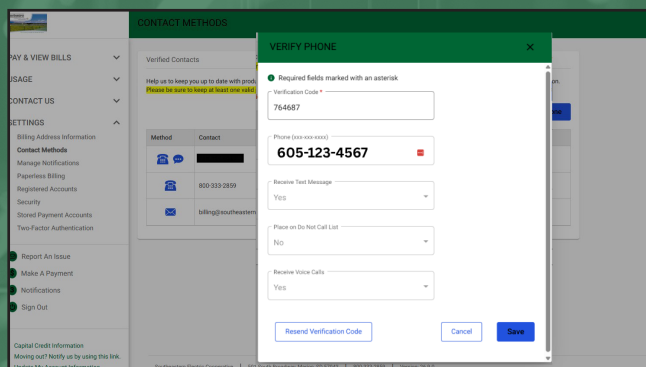 CONTACT METHODS
PAY & VIEW BILLS
USAGE
CONTACT US
SETTINGS
Billing Address Information
Contact Methods
Manage Notifications
Paperless Billing
Registered Accounts
Security
Stored Payment Accounts
Two-Factor Authentication
Report An Issue
Make A Payment
Notifications
Sign Out
Capital Credit Information
Moving out? Notify us by using this link.
Update My Account Information
Verified Contacts
Help us to keep you up to date with
Please be sure to keep at least one valid
Method Contact
800-333-2859
billing@southeastern
VERIFY PHONE
Required fields marked with an asterisk
Verification Code *
764687
Phone (xxx-xxx-xxxx)
605-123-4567
Receive Text Message
Yes
Place on Do Not Call List
No
Receive Voice Calls
Yes
Resend Verification Code
Cancel
Save